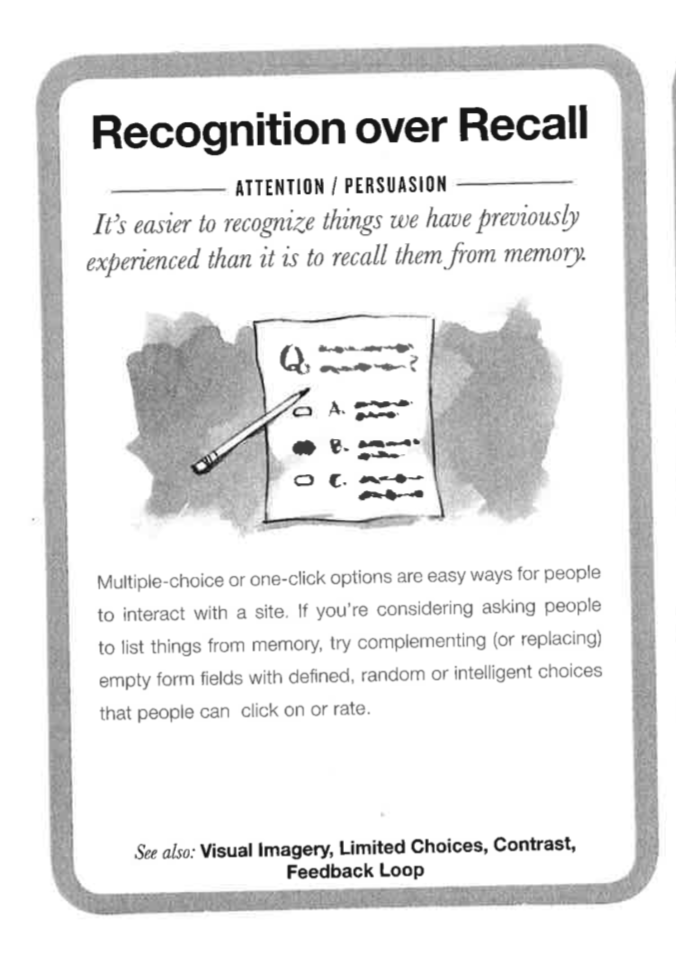 Recognition over Recall
ATTENTION / PERSUASION
It's easier to recognize things we have previously
experienced than it is to recall them from memory.
Q.
?
A.
B.
C.
Multiple-choice or one-click options are easy ways for people
to interact with a site. If you're considering asking people
to list things from memory, try complementing (or replacing)
empty form fields with defined, random or intelligent choices
that people can click on or rate.
See also: Visual Imagery, Limited Choices, Contrast,
Feedback Loop